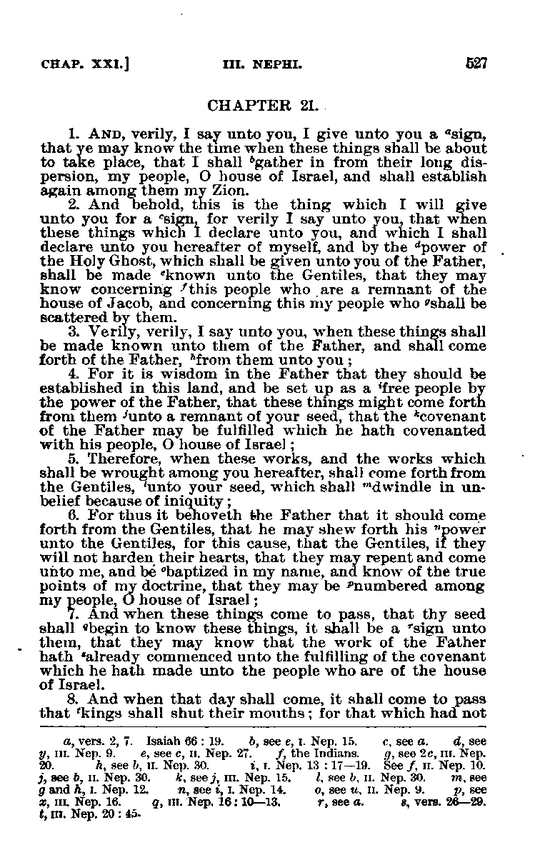 CHAP. XXI.] III. NEPHI. 527
CHAPTER 21.
1. AND, verily, I say unto you, I give unto you a ᵃsign,
that ye may know the time when these things shall be about
to take place, that I shall ᵇgather in from their long dis-
persion, my people, O house of Israel, and shall establish
again among them my Zion.
2. And behold, this is the thing which I will give
unto you for a ᶜsign, for verily I say unto you, that when
these things which I declare unto you, and which I shall
declare unto you hereafter of myself, and by the ᵈpower of
the Holy Ghost, which shall be given unto you of the Father,
shall be made ᵉknown unto the Gentiles, that they may
know concerning ᶠthis people who are a remnant of the
house of Jacob, and concerning this my people who ᵍshall be
scattered by them.
3. Verily, verily, I say unto you, when these things shall
be made known unto them of the Father, and shall come
forth of the Father, ʰfrom them unto you;
4. For it is wisdom in the Father that they should be
established in this land, and be set up as a ⁱfree people by
the power of the Father, that these things might come forth
from them ʲunto a remnant of your seed, that the ᵏcovenant
of the Father may be fulfilled which he hath covenanted
with his people, O house of Israel;
5. Therefore, when these works, and the works which
shall be wrought among you hereafter, shall come forth from
the Gentiles, ˡunto your seed, which shall ᵐdwindle in un-
belief because of iniquity;
6. For thus it behoveth the Father that it should come
forth from the Gentiles, that he may shew forth his ⁿpower
unto the Gentiles, for this cause, that the Gentiles, if they
will not harden their hearts, that they may repent and come
unto me, and be ᵒbaptized in my name, and know of the true
points of my doctrine, that they may be ᵖnumbered among
my people, O house of Israel;
7. And when these things come to pass, that thy seed
shall ᑫbegin to know these things, it shall be a ʳsign unto
them, that they may know that the work of the Father
hath ˢalready commenced unto the fulfilling of the covenant
which he hath made unto the people who are of the house
of Israel.
8. And when that day shall come, it shall come to pass
that ᵗkings shall shut their mouths; for that which had not
a, vers. 2, 7. Isaiah 66:19. b, see e, I. Nep. 15. c, see a. d, see
y, III. Nep. 9. e, see c, II. Nep. 27. f, the Indians. g, see 2c, III. Nep.
20. h, see b, II. Nep. 30. i, I. Nep. 13:17—19. See f, II. Nep. 10.
j, see b, II. Nep. 30. k, see j, III. Nep. 15. l, see b, II. Nep. 30. m, see
g and h, I. Nep. 12. n, see i, I. Nep. 14. o, see u, II. Nep. 9. p, see
x, III. Nep. 16. q, III. Nep. 16:10—13. r, see a. s, vers. 26—29.
t, III. Nep. 20:45.